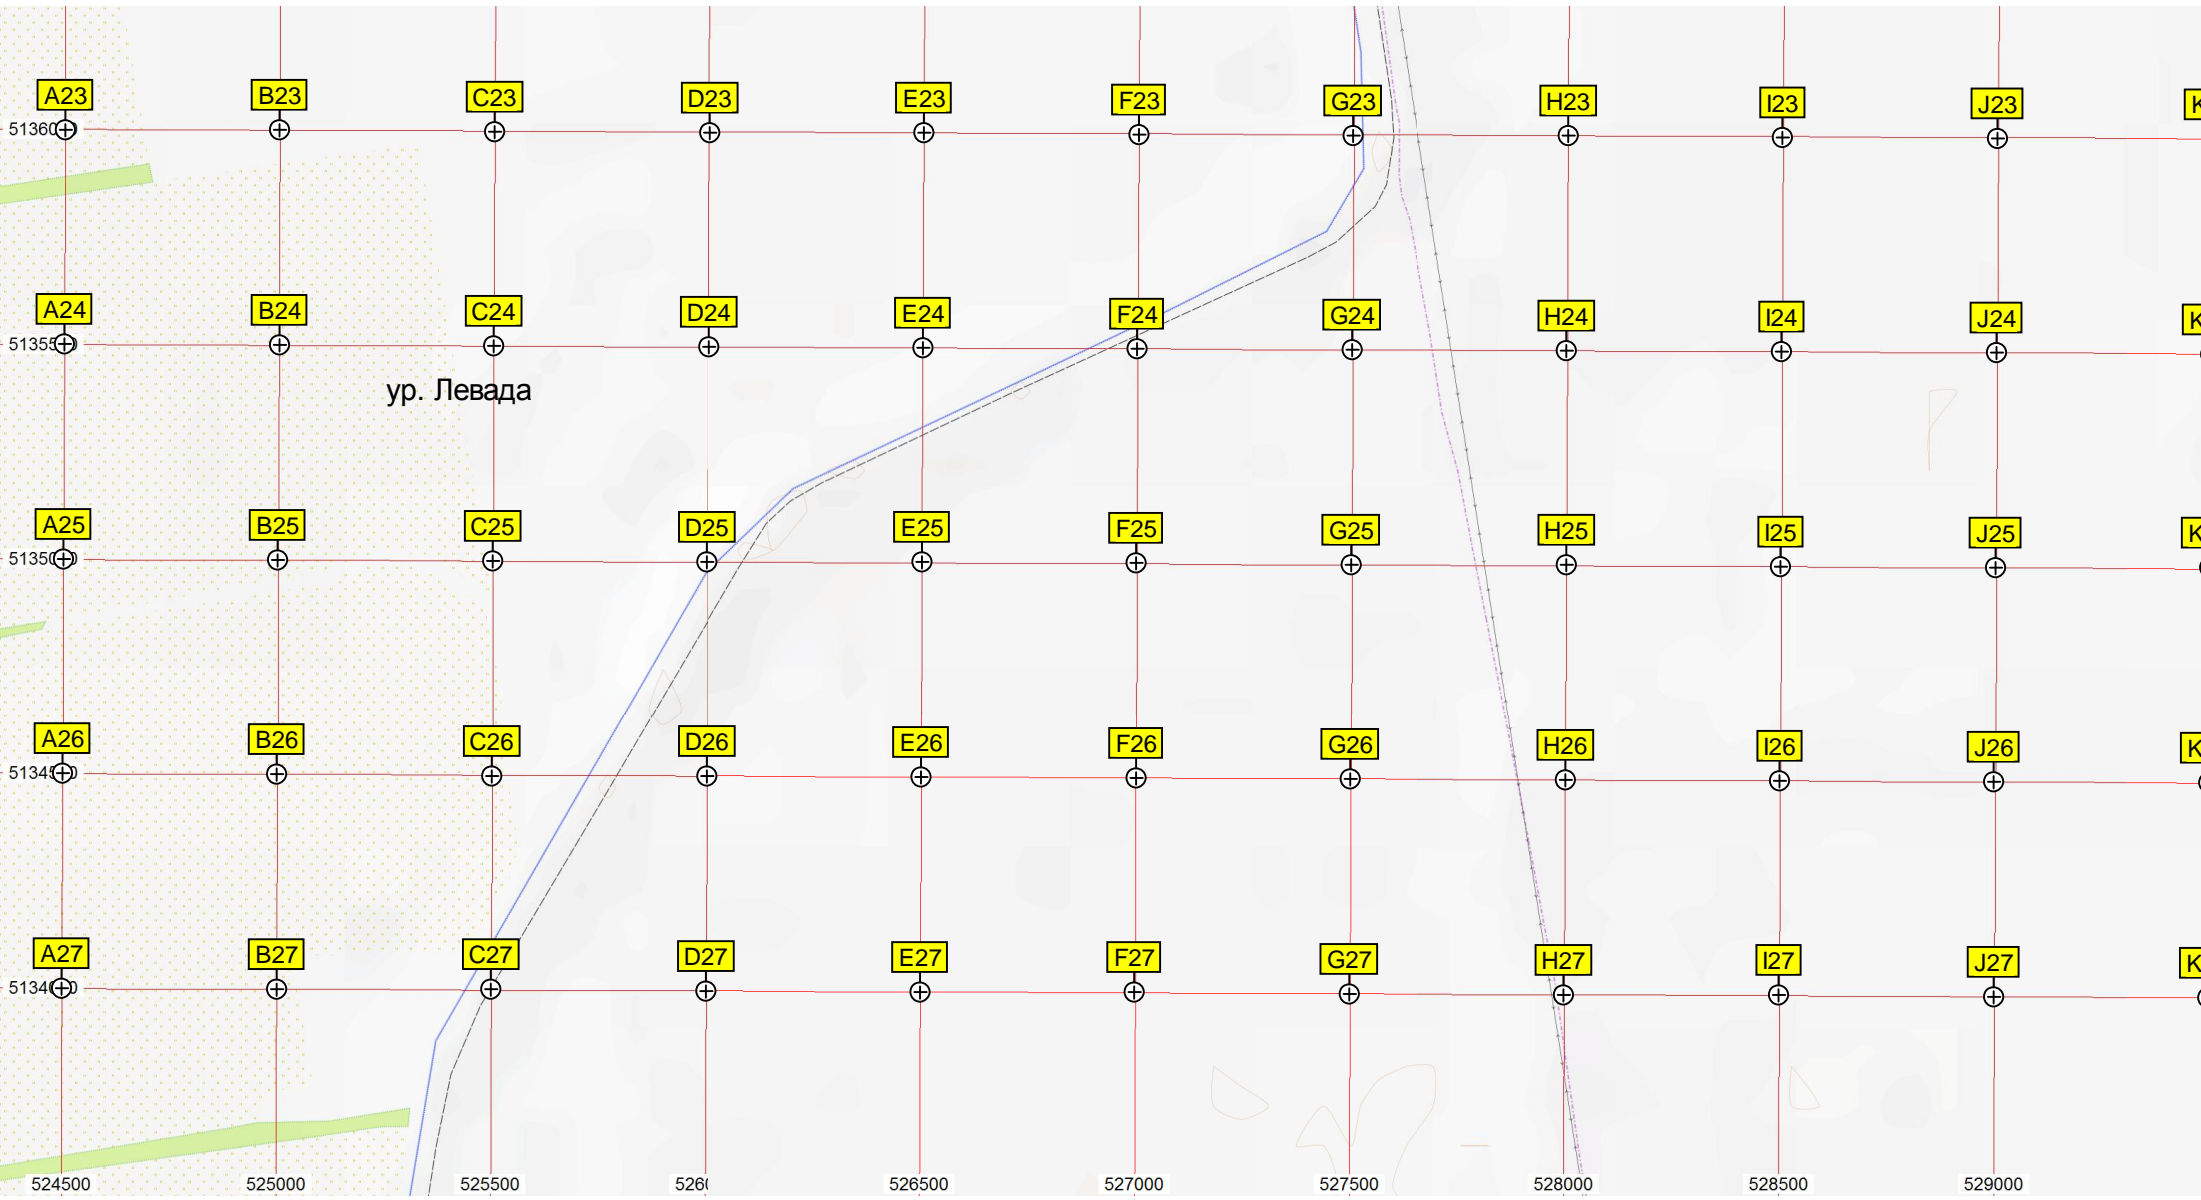 A23 B23 C23 D23 E23 F23 G23 H23 I23 J23
A24 B24 C24 D24 E24 F24 G24 H24 I24 J24
ур. Левада
A25 B25 C25 D25 E25 F25 G25 H25 I25 J25
A26 B26 C26 D26 E26 F26 G26 H26 I26 J26
A27 B27 C27 D27 E27 F27 G27 H27 I27 J27
524500 525000 525500 526500 527000 527500 528000 528500 529000